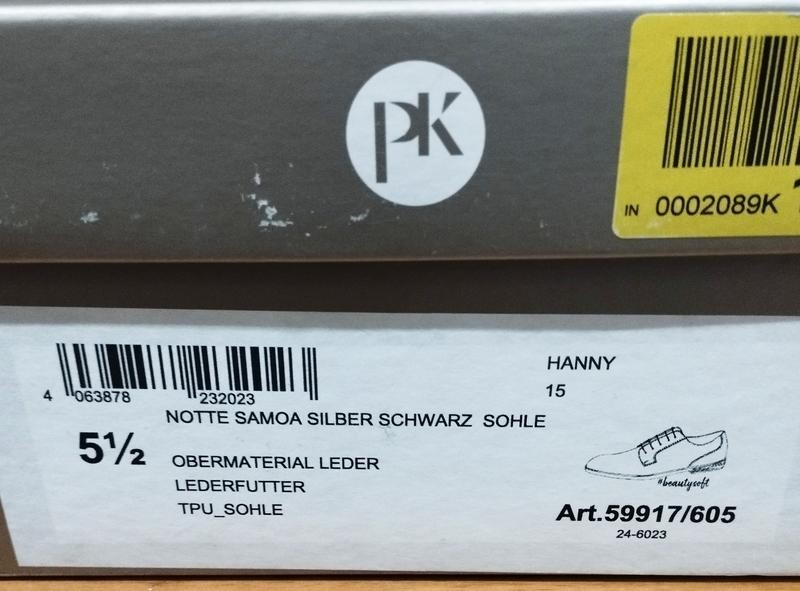 PK
IN 0002089K
4 063878 232023
HANNY
15
NOTTE SAMOA SILBER SCHWARZ SOHLE
5½
OBERMATERIAL LEDER
LEDERFUTTER
TPU_SOHLE
#beautysoft
Art.59917/605
24-6023